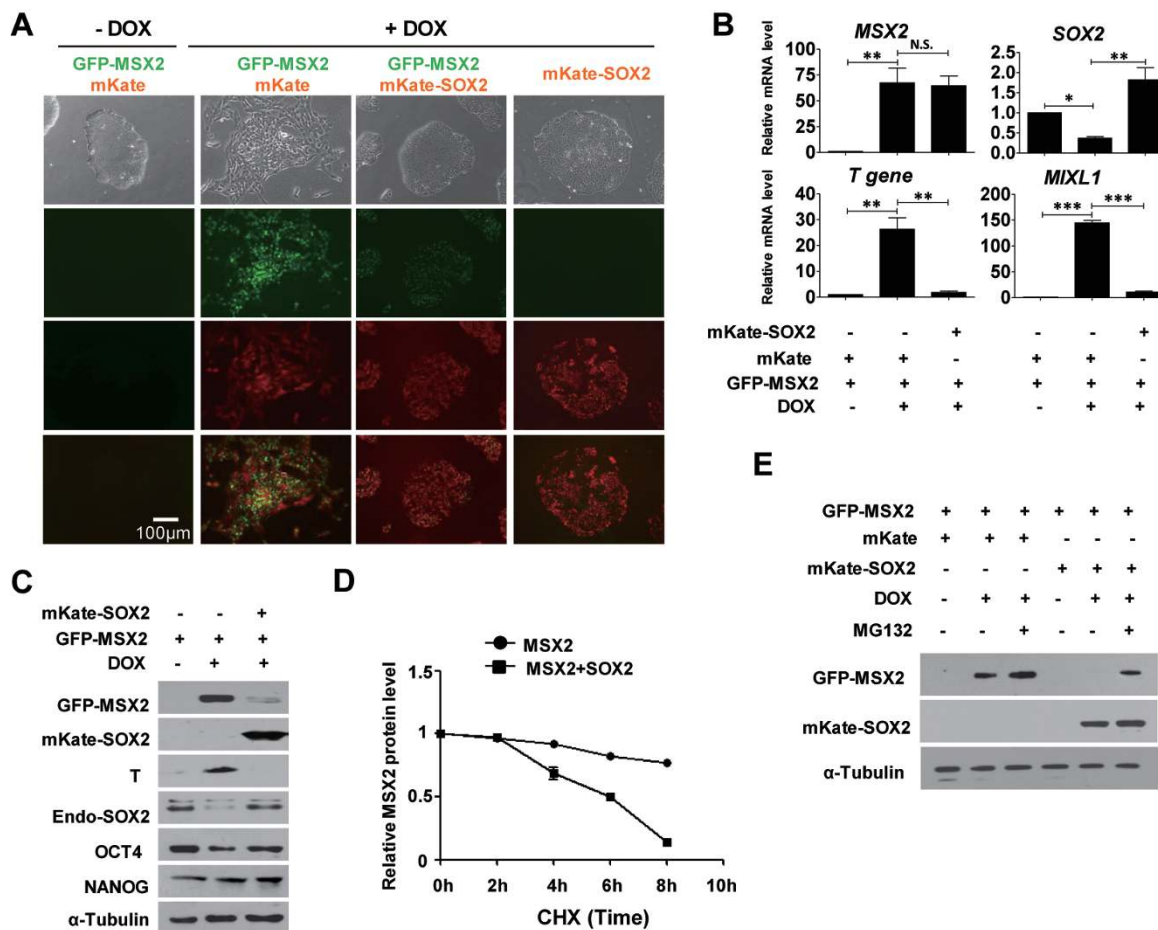 A
- DOX
+ DOX
GFP-MSX2
mKate
GFP-MSX2
mKate
GFP-MSX2
mKate-SOX2
mKate-SOX2
100μm
B
MSX2
Relative mRNA level
100
75
50
25
0
**
N.S.
SOX2
2.5
2.0
1.5
1.0
0.5
0.0
*
**
T gene
Relative mRNA level
40
30
20
10
0
**
**
MIXL1
200
150
100
50
0
***
***
mKate-SOX2 - - + - - +
mKate + + - + + -
GFP-MSX2 + + + + + +
DOX - + + - + +
C
mKate-SOX2 - - +
GFP-MSX2 + + +
DOX - + +
GFP-MSX2
mKate-SOX2
T
Endo-SOX2
OCT4
NANOG
α-Tubulin
D
MSX2
MSX2+SOX2
Relative MSX2 protein level
1.5
1
0.5
0
0h 2h 4h 6h 8h 10h
CHX (Time)
E
GFP-MSX2 + + + + + +
mKate + + + - - -
mKate-SOX2 - - - + + +
DOX - + + - + +
MG132 - - + - - +
GFP-MSX2
mKate-SOX2
α-Tubulin